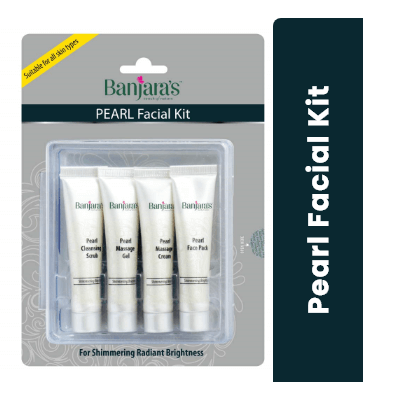 Suitable for all skin types
Banjara's
PEARL Facial Kit
Banjara's
Pearl
Cleansing
Scrub
Banjara's
Pearl
Massage
Gel
Banjara's
Pearl
Massage
Cream
Banjara's
Pearl
Face Pack
For Shimmering Radiant Brightness
Pearl Facial Kit